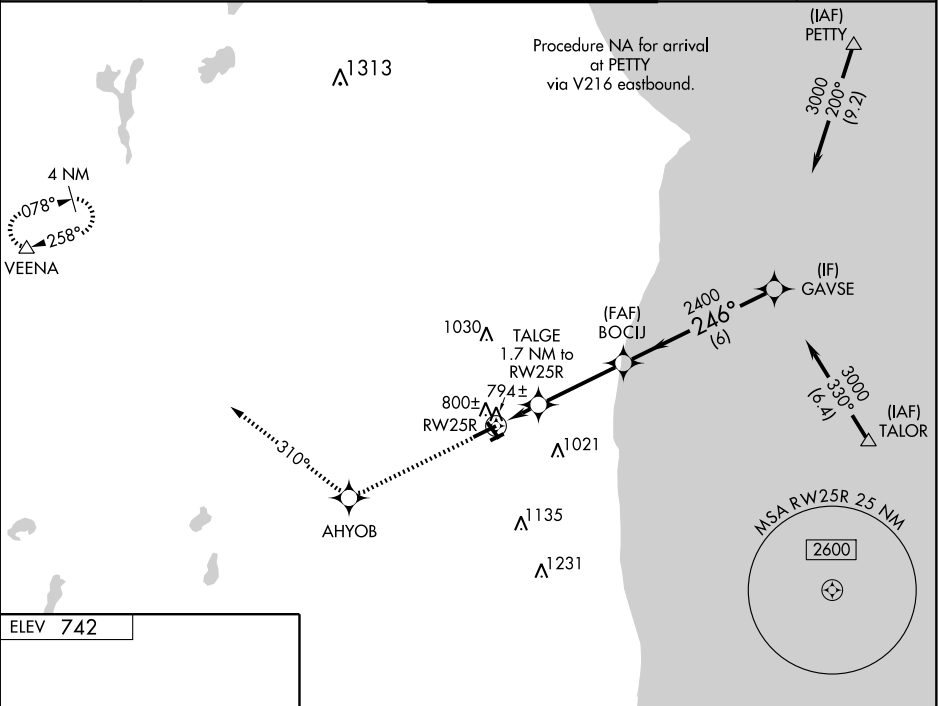 (IAF)
PETTY
Procedure NA for arrival
at PETTY
via V216 eastbound.
1313
3000
200°
(9.2)
4 NM
078°
258°
VEENA
(IF)
GAVSE
2400
246°
(6)
(FAF)
BOCIJ
1030
TALGE
1.7 NM to
RW25R
794±
800±
RW25R
3000
330°
(6.4)
(IAF)
TALOR
1021
310°
AHYOB
1135
1231
MSA RW25R 25 NM
2600
ELEV 742